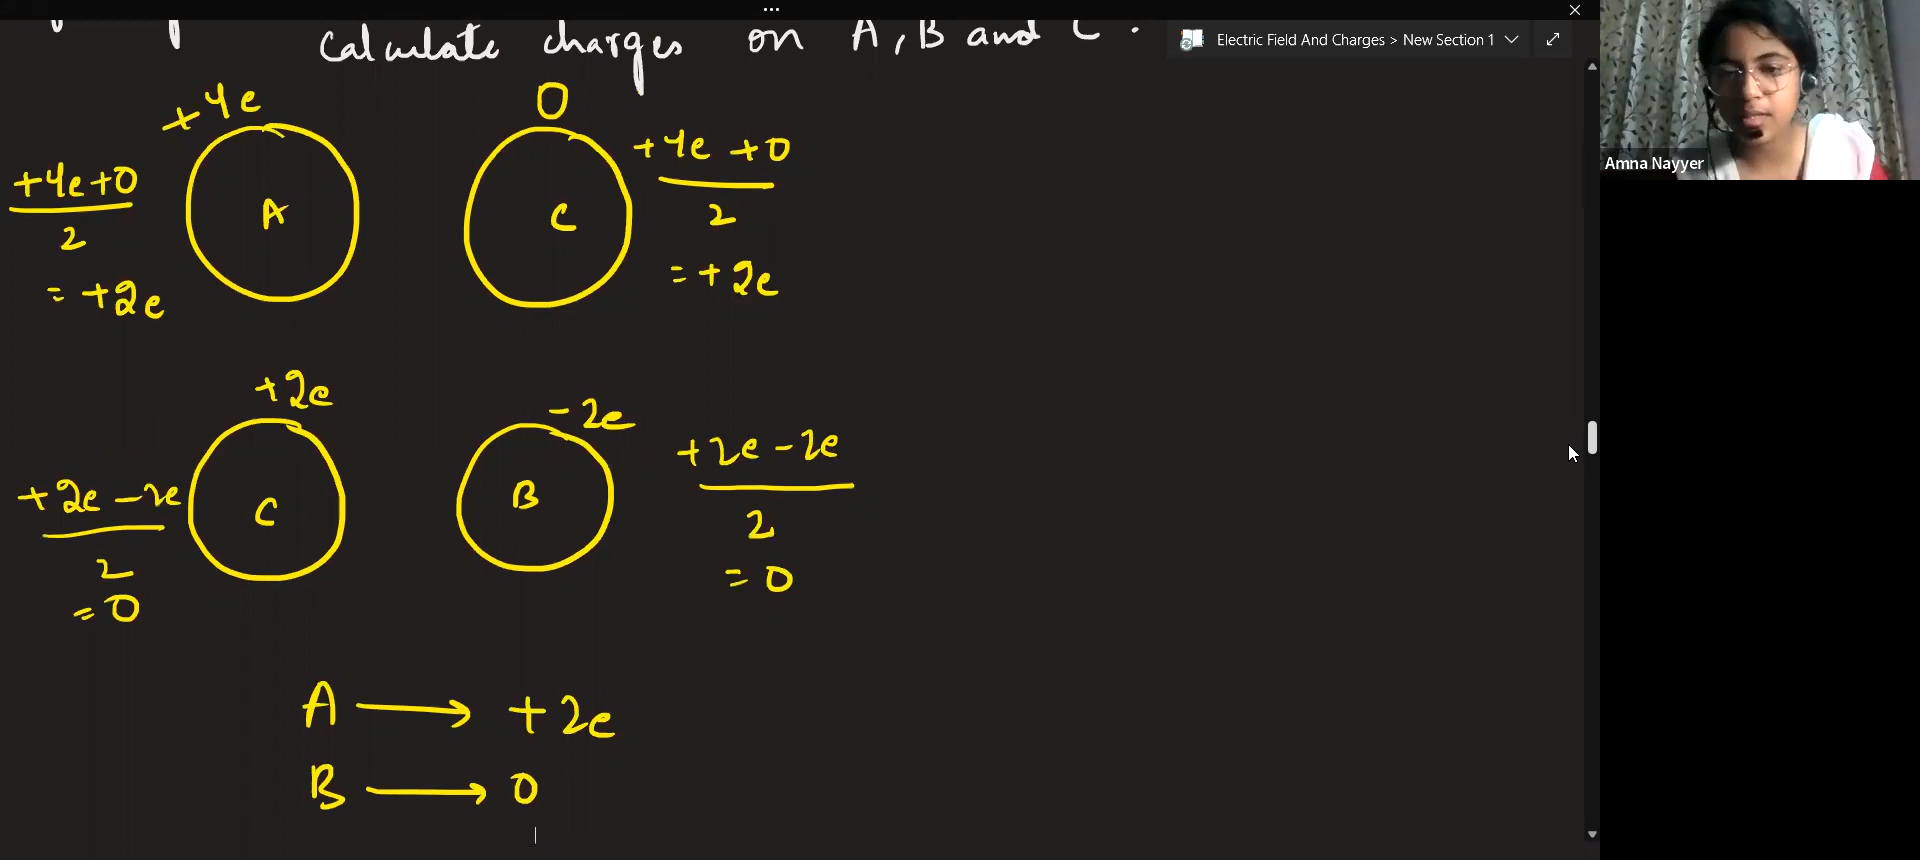 Calculate charges on A, B and C.
Electric Field And Charges > New Section 1
Amna Nayyer
+4e
0
+4e+0
2
= +2e
A
C
+4e +0
2
= +2e
+2e
-2e
+2e -2e
2
= 0
C
B
+2e -2e
2
= 0
A → +2e
B → 0